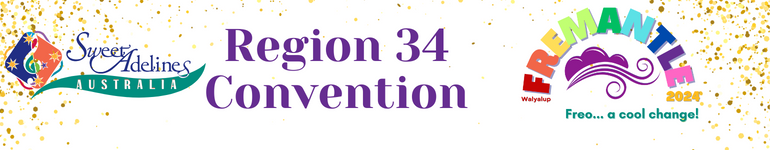 Sweet
Adelines
AUSTRALIA
Region 34
Convention
FREMANTLE
Walyalup
2024
Freo... a cool change!